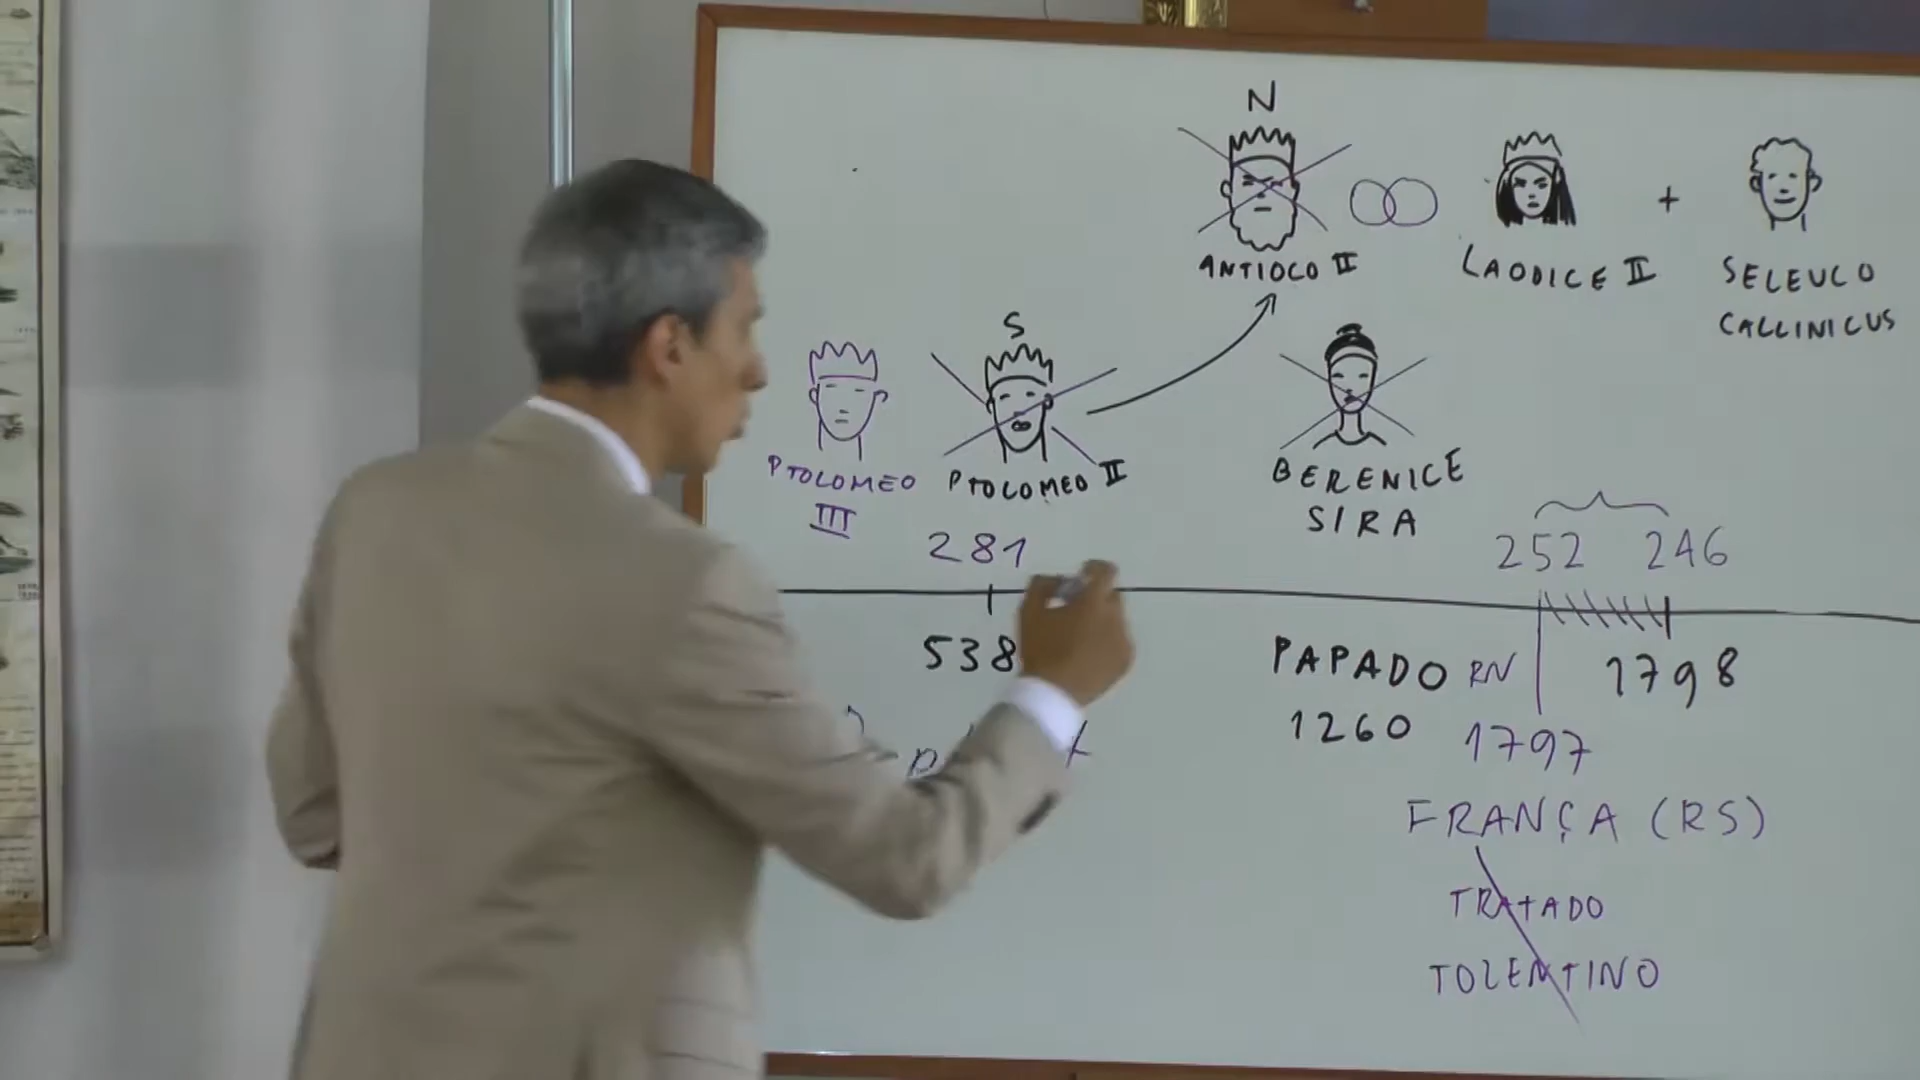 N
ANTIOCO II
LAODICE II
+
SELEUCO
CALLINICUS
S
PTOLOMEO
III
PTOLOMEO II
BERENICE
SIRA
281
252 246
538
PAPADO RN
1798
1260
1797
FRANÇA (RS)
TRATADO
TOLENTINO